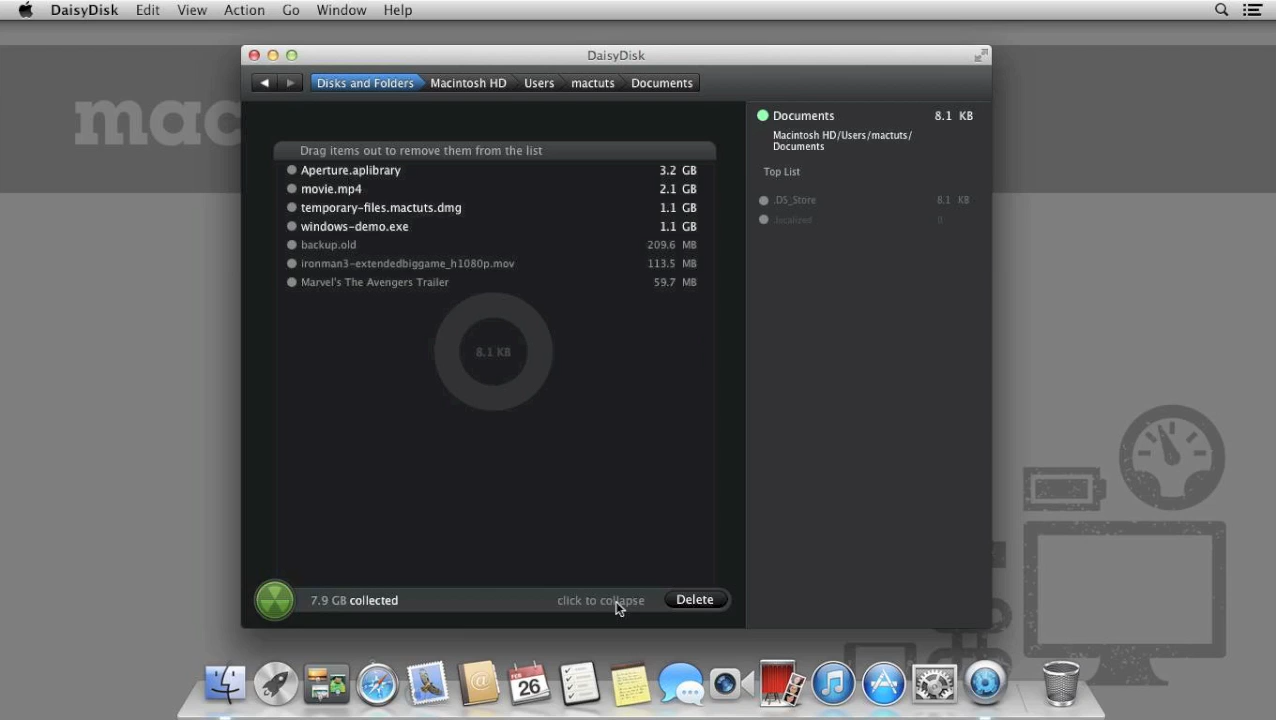 DaisyDisk Edit View Action Go Window Help
mac
DaisyDisk
Disks and Folders Macintosh HD Users mactuts Documents
Drag items out to remove them from the list
Aperture.aplibrary 3.2 GB
movie.mp4 2.1 GB
temporary-files.mactuts.dmg 1.1 GB
windows-demo.exe 1.1 GB
backup.old 209.6 MB
ironman3-extendedbiggame_h1080p.mov 113.5 MB
Marvel's The Avengers Trailer 59.7 MB
8.1 KB
7.9 GB collected click to collapse Delete
Documents 8.1 KB
Macintosh HD/Users/mactuts/
Documents
Top List
.DS_Store 8.1 KB
.localized 0
FEB
26